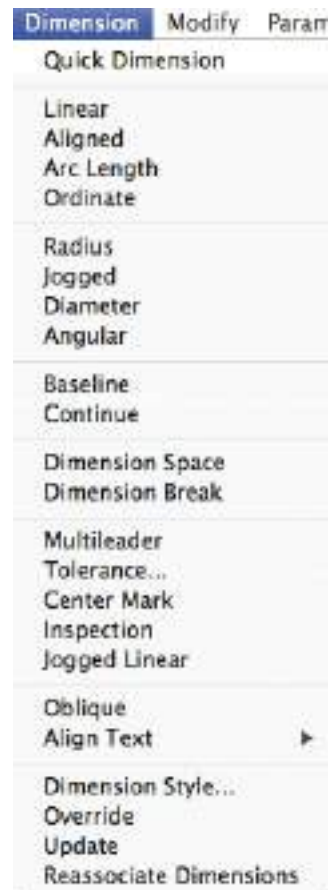 Dimension Modify Param
Quick Dimension
Linear
Aligned
Arc Length
Ordinate
Radius
Jogged
Diameter
Angular
Baseline
Continue
Dimension Space
Dimension Break
Multileader
Tolerance...
Center Mark
Inspection
Jogged Linear
Oblique
Align Text
Dimension Style...
Override
Update
Reassociate Dimensions